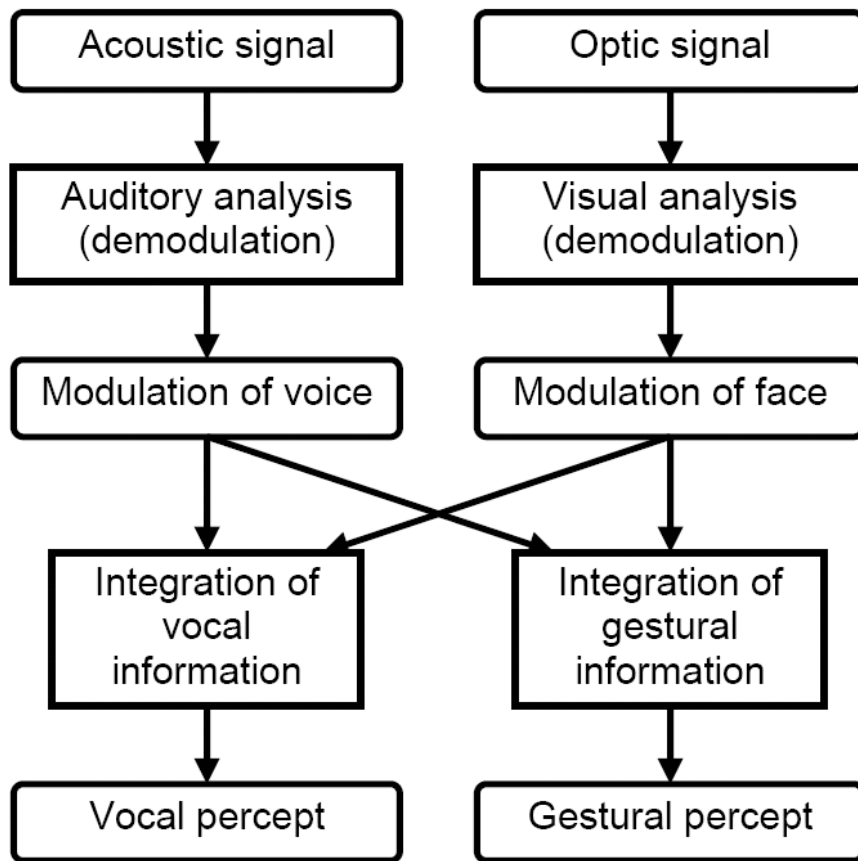 Acoustic signal
Optic signal
Auditory analysis
(demodulation)
Visual analysis
(demodulation)
Modulation of voice
Modulation of face
Integration of
vocal
information
Integration of
gestural
information
Vocal percept
Gestural percept